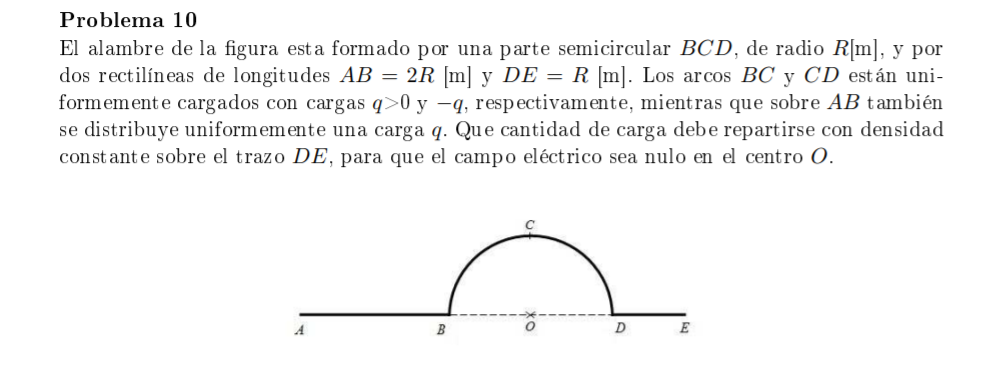 Problema 10
El alambre de la figura esta formado por una parte semicircular BCD, de radio R[m], y por
dos rectilíneas de longitudes AB = 2R [m] y DE = R [m]. Los arcos BC y CD están uni-
formemente cargados con cargas q>0 y −q, respectivamente, mientras que sobre AB también
se distribuye uniformemente una carga q. Que cantidad de carga debe repartirse con densidad
constante sobre el trazo DE, para que el campo eléctrico sea nulo en el centro O.
C
A B O D E